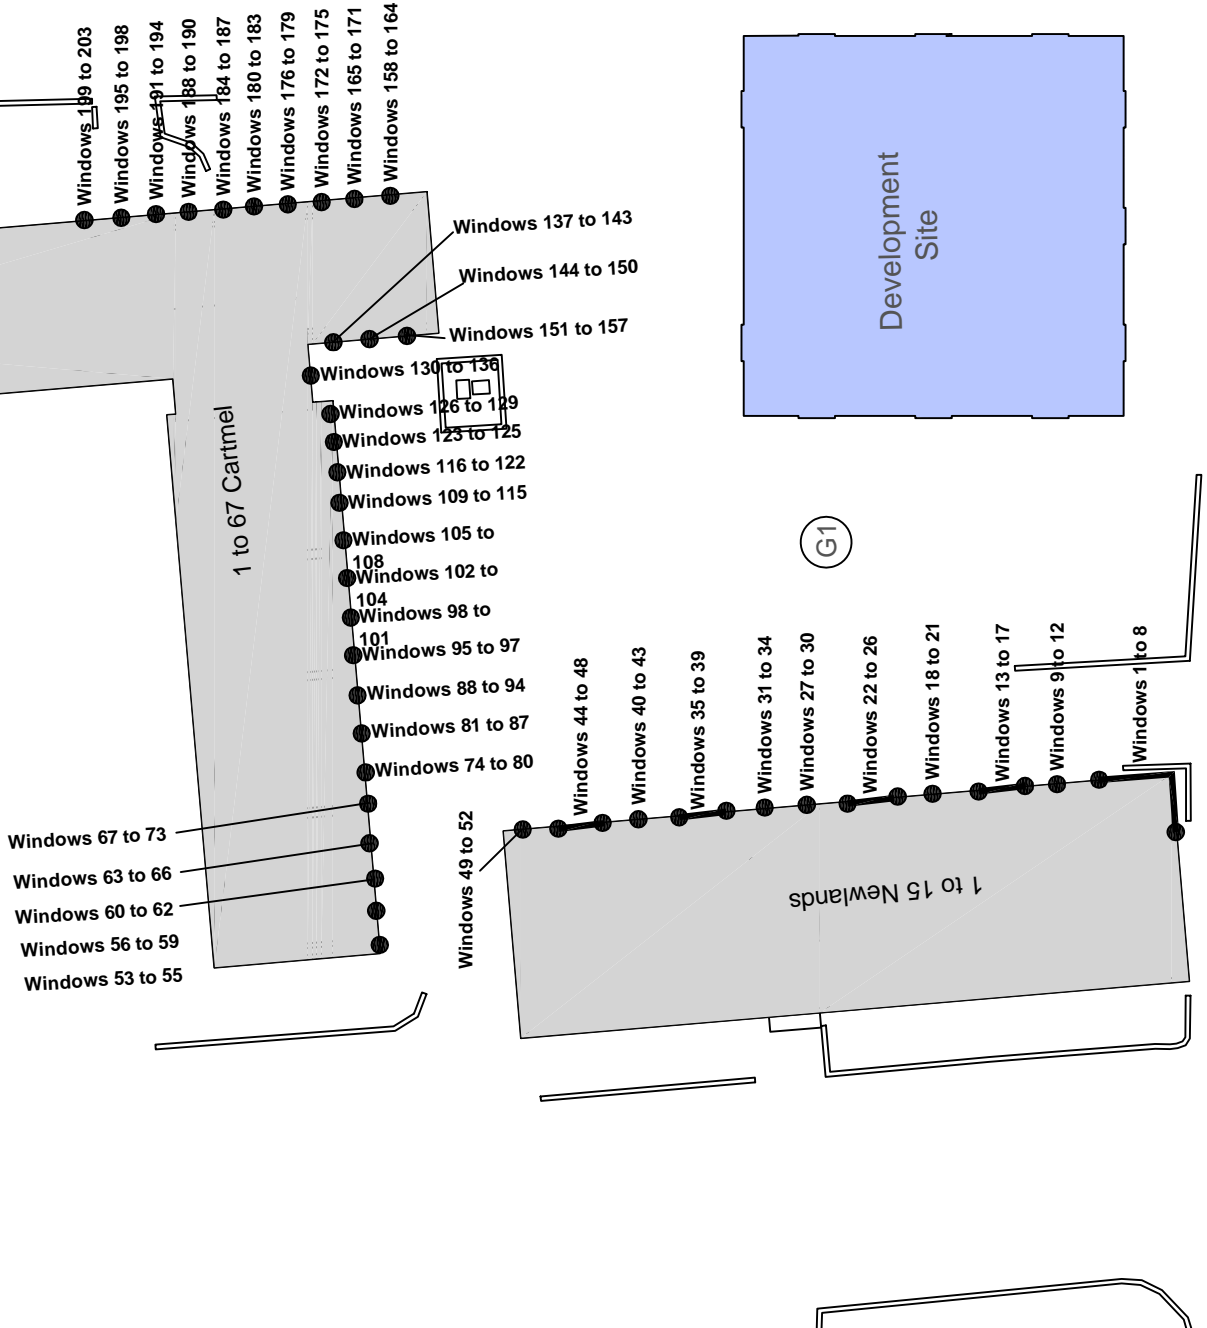 Windows 199 to 203
Windows 195 to 198
Windows 191 to 194
Windows 188 to 190
Windows 184 to 187
Windows 180 to 183
Windows 176 to 179
Windows 172 to 175
Windows 165 to 171
Windows 158 to 164
Windows 137 to 143
Windows 144 to 150
Windows 151 to 157
Windows 130 to 136
Windows 126 to 129
Windows 123 to 125
Windows 116 to 122
Windows 109 to 115
Windows 105 to
108
Windows 102 to
104
Windows 98 to
101
Windows 95 to 97
Windows 88 to 94
Windows 81 to 87
Windows 74 to 80
Windows 67 to 73
Windows 63 to 66
Windows 60 to 62
Windows 56 to 59
Windows 53 to 55
1 to 67 Cartmel
Development
Site
G1
Windows 49 to 52
Windows 44 to 48
Windows 40 to 43
Windows 35 to 39
Windows 31 to 34
Windows 27 to 30
Windows 22 to 26
Windows 18 to 21
Windows 13 to 17
Windows 9 to 12
Windows 1 to 8
1 to 15 Newlands